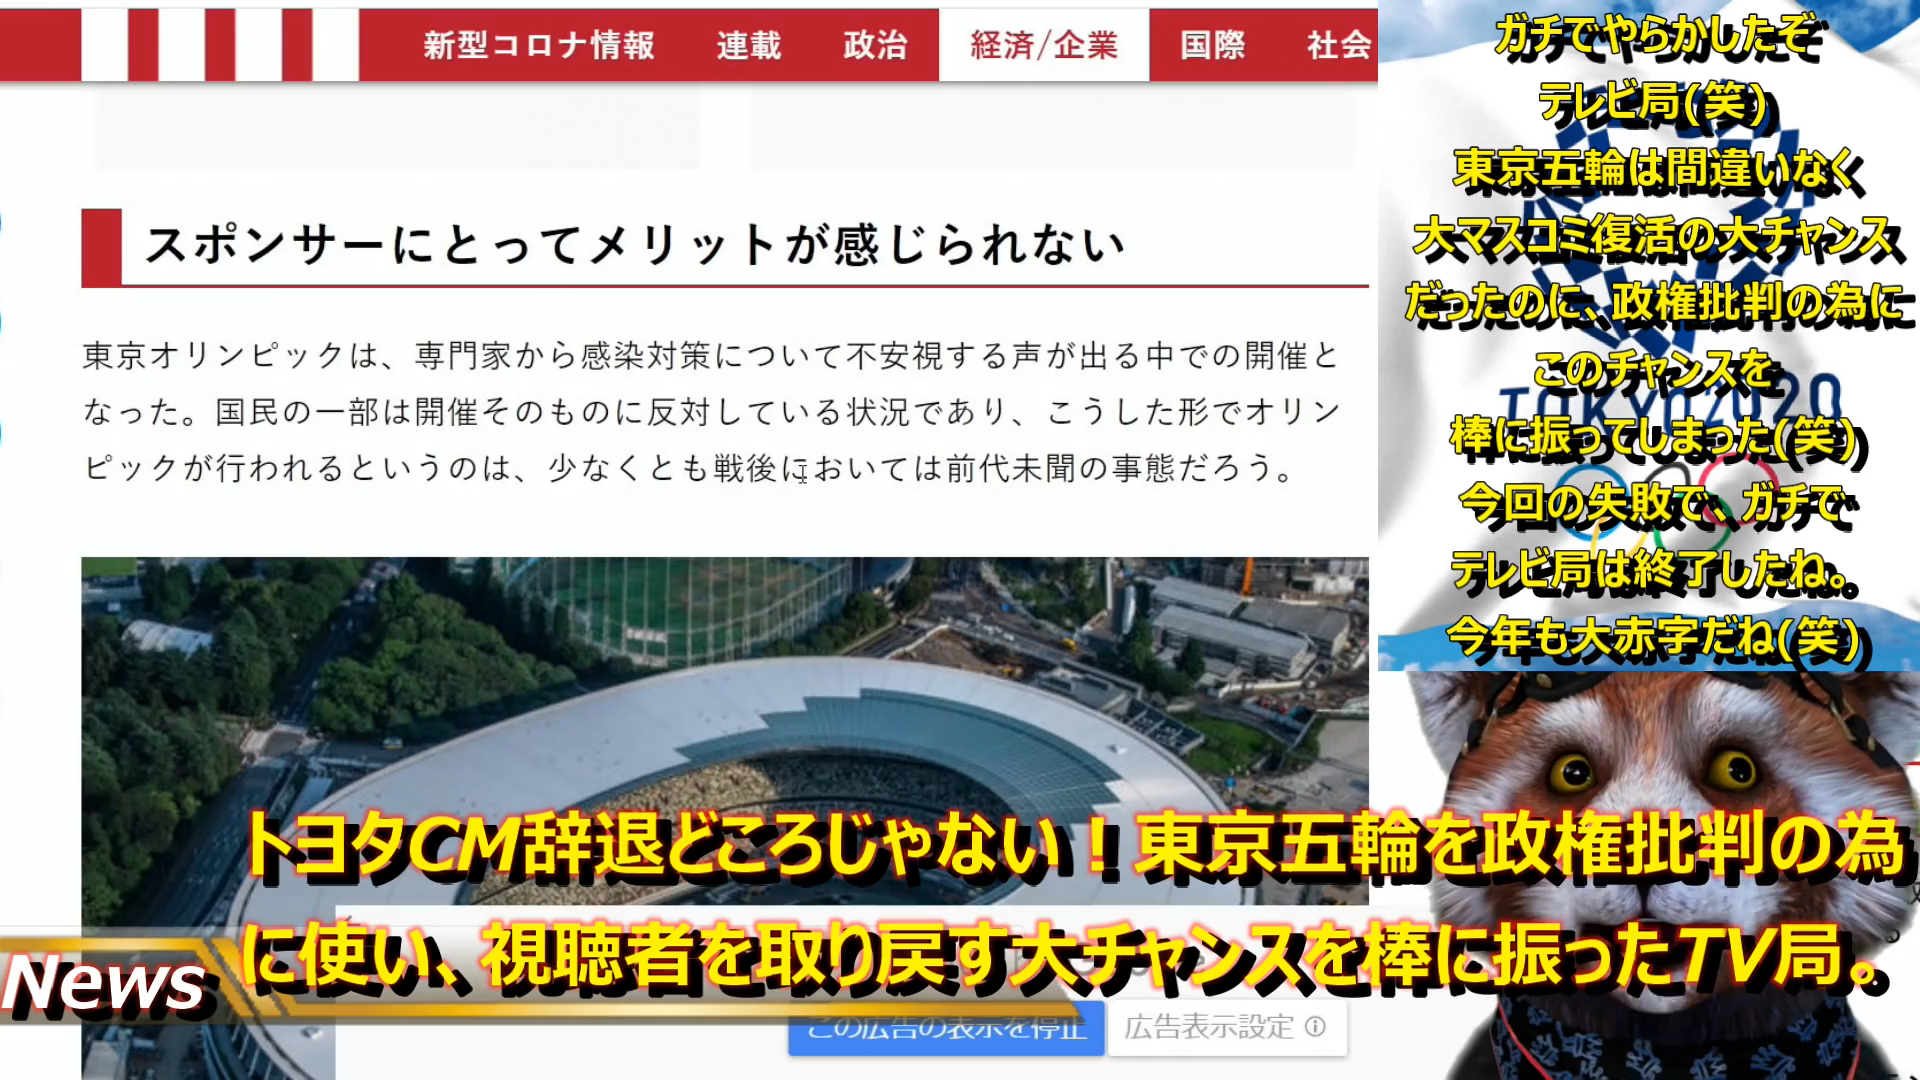 新型コロナ情報 連載 政治 経済/企業 国際 社会
スポンサーにとってメリットが感じられない
東京オリンピックは、専門家から感染対策について不安視する声が出る中での開催と
なった。国民の一部は開催そのものに反対している状況であり、こうした形でオリン
ピックが行われるというのは、少なくとも戦後においては前代未聞の事態だろう。
ガチでやらかしたぞ
テレビ局(笑)
東京五輪は間違いなく
大マスコミ復活の大チャンス
だったのに、政権批判の為に
このチャンスを
棒に振ってしまった(笑)
今回の失敗で、ガチで
テレビ局は終了したね。
今年も大赤字だね(笑)
TOKYO 2020
トヨタCM辞退どころじゃない！東京五輪を政権批判の為
に使い、視聴者を取り戻す大チャンスを棒に振ったTV局。
News
この広告の表示を停止
広告表示設定